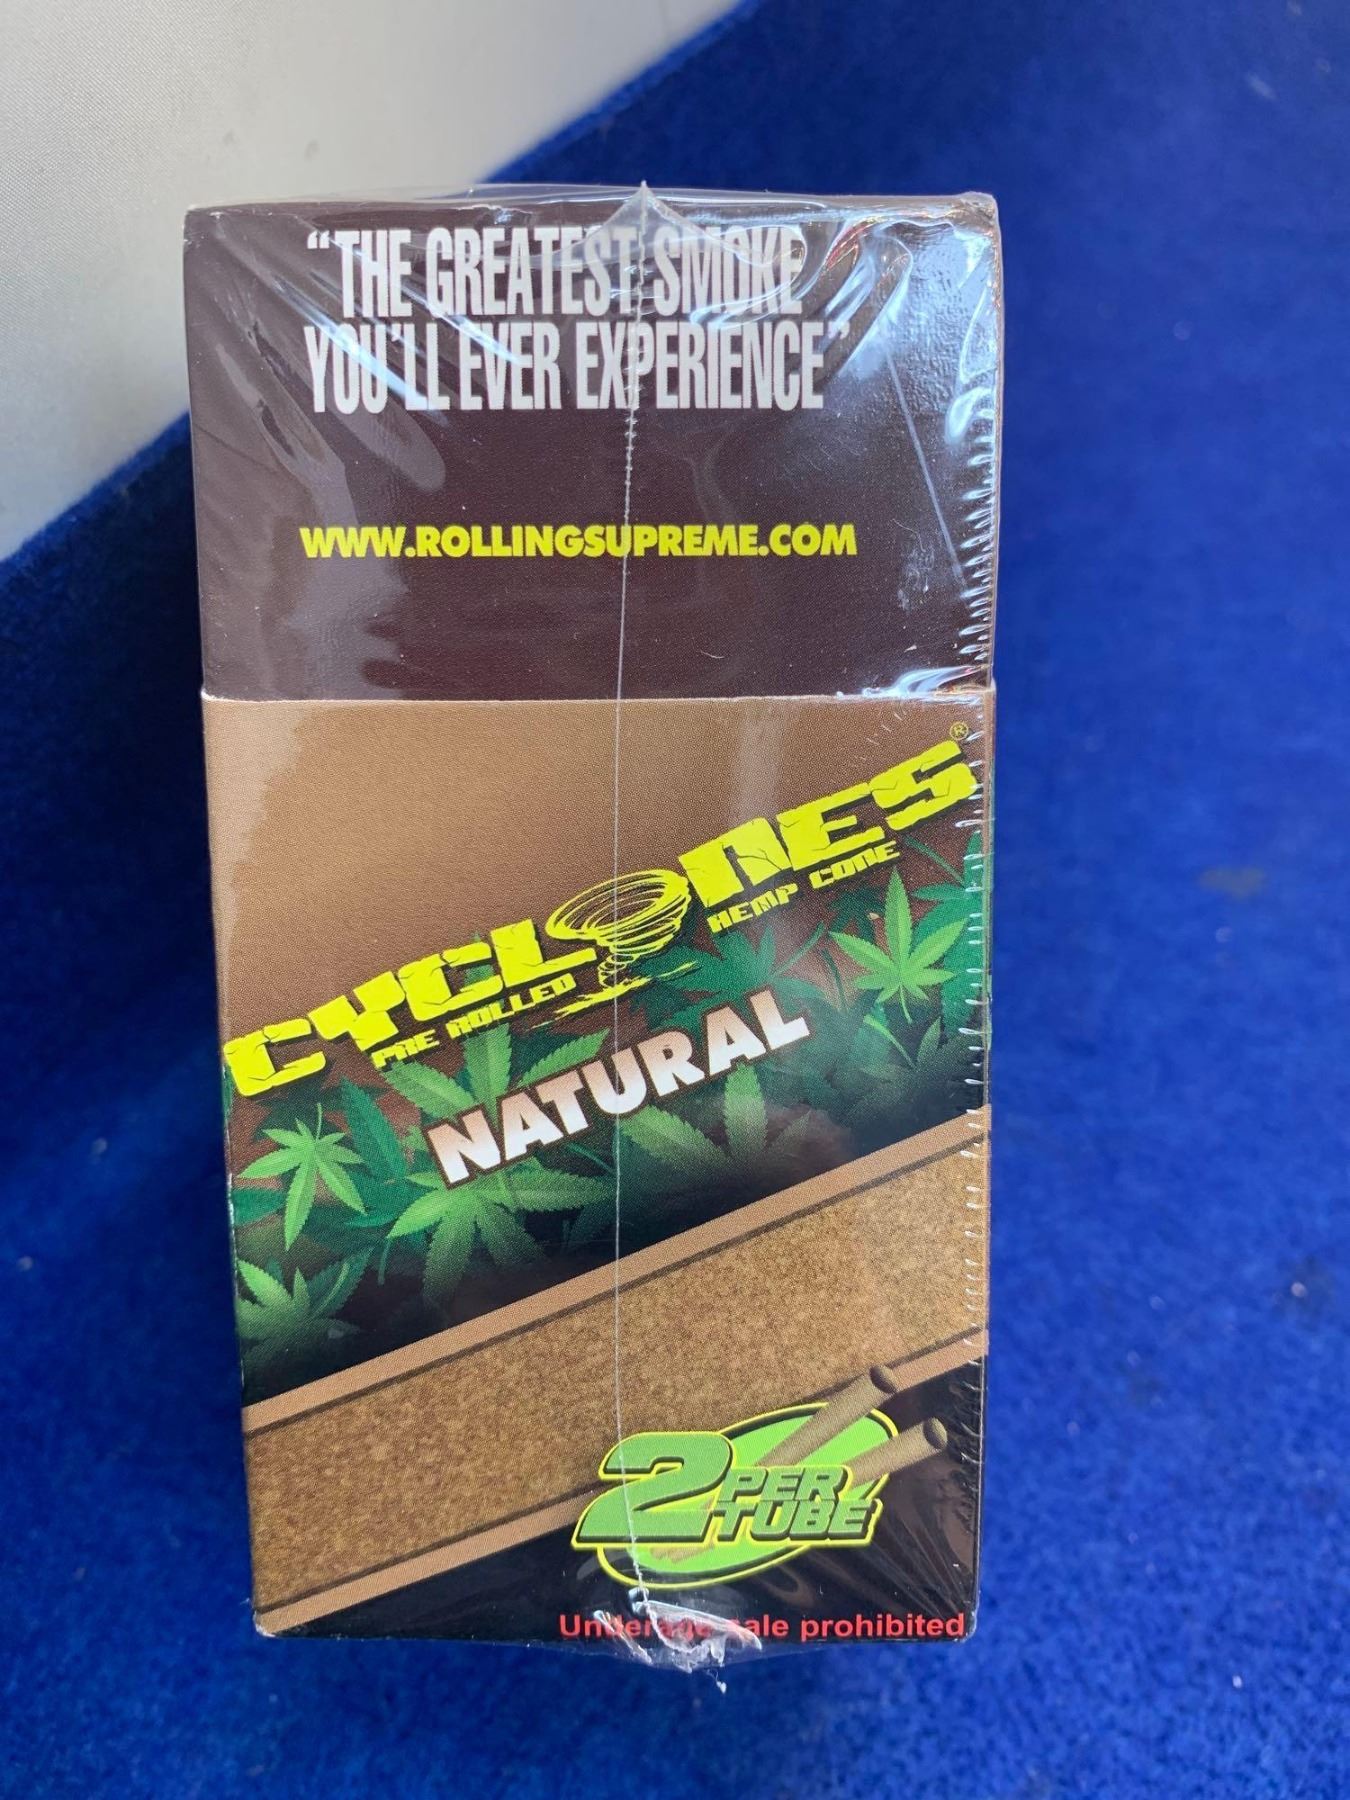 “THE GREATEST SMOKE
YOU'LL EVER EXPERIENCE”
WWW.ROLLINGSUPREME.COM
CYCLONES®
PRE ROLLED HEMP CONE
NATURAL
2 PER
TUBE
Underage sale prohibited